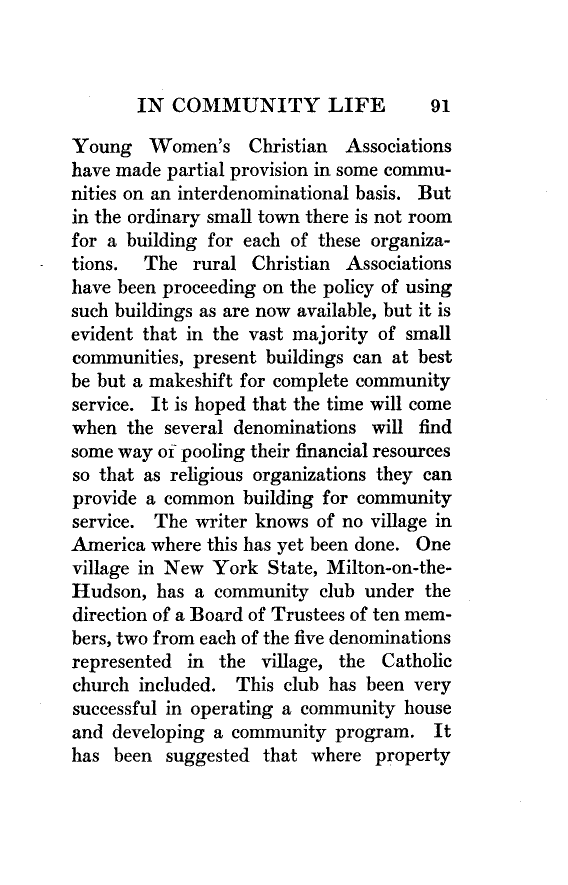 IN COMMUNITY LIFE 91
Young Women's Christian Associations
have made partial provision in some commu-
nities on an interdenominational basis. But
in the ordinary small town there is not room
for a building for each of these organiza-
tions. The rural Christian Associations
have been proceeding on the policy of using
such buildings as are now available, but it is
evident that in the vast majority of small
communities, present buildings can at best
be but a makeshift for complete community
service. It is hoped that the time will come
when the several denominations will find
some way of pooling their financial resources
so that as religious organizations they can
provide a common building for community
service. The writer knows of no village in
America where this has yet been done. One
village in New York State, Milton-on-the-
Hudson, has a community club under the
direction of a Board of Trustees of ten mem-
bers, two from each of the five denominations
represented in the village, the Catholic
church included. This club has been very
successful in operating a community house
and developing a community program. It
has been suggested that where property